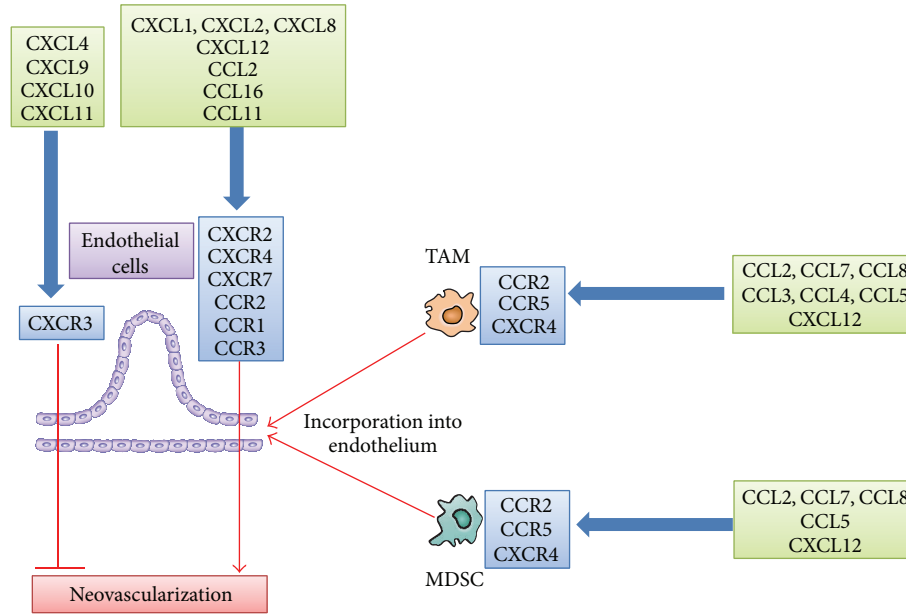 CXCL4
CXCL9
CXCL10
CXCL11
CXCL1, CXCL2, CXCL8
CXCL12
CCL2
CCL16
CCL11
Endothelial
cells
CXCR3
CXCR2
CXCR4
CXCR7
CCR2
CCR1
CCR3
TAM
CCR2
CCR5
CXCR4
CCL2, CCL7, CCL8
CCL3, CCL4, CCL5
CXCL12
Incorporation into
endothelium
MDSC
CCR2
CCR5
CXCR4
CCL2, CCL7, CCL8
CCL5
CXCL12
Neovascularization